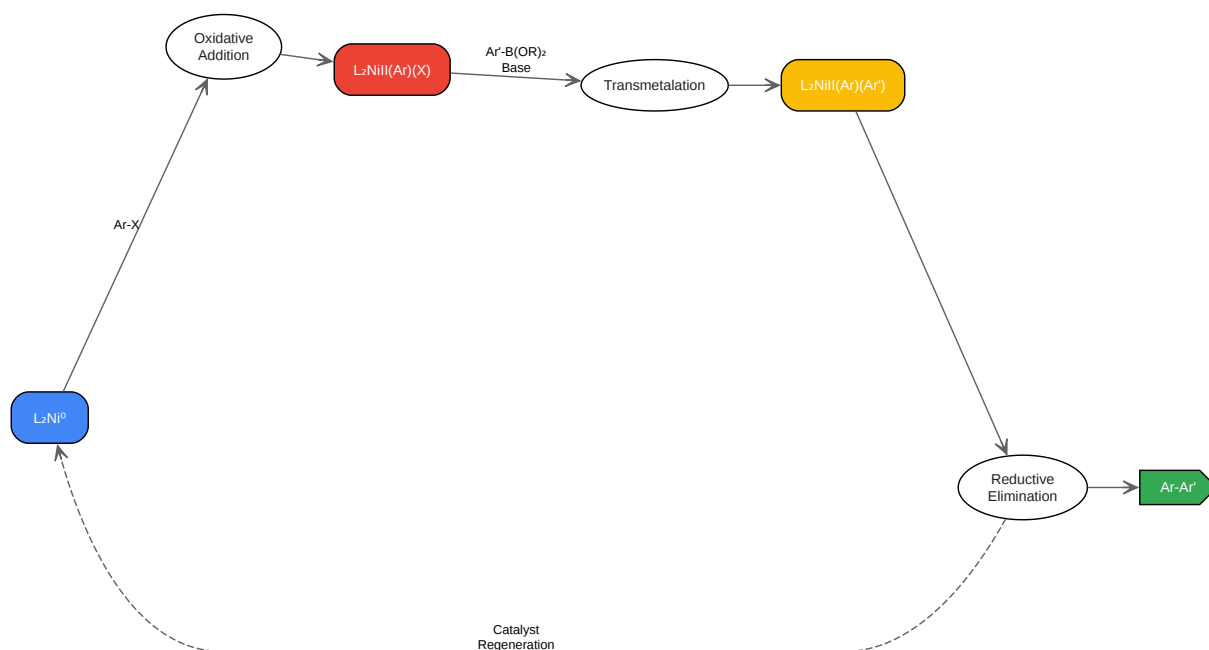 Oxidative
Addition
L₂NiII(Ar)(X)
Ar'-B(OR)₂
Base
Transmetalation
L₂NiII(Ar)(Ar')
Ar-X
L₂Ni⁰
Reductive
Elimination
Ar-Ar'
Catalyst
Regeneration